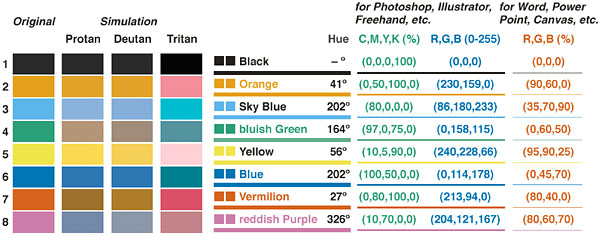 Original Simulation for Photoshop, Illustrator, for Word, Power
Freehand, etc. Point, Canvas, etc.
Protan Deutan Tritan Hue C,M,Y,K (%) R,G,B (0-255) R,G,B (%)
1 Black – º (0,0,0,100) (0,0,0) (0,0,0)
2 Orange 41º (0,50,100,0) (230,159,0) (90,60,0)
3 Sky Blue 202º (80,0,0,0) (86,180,233) (35,70,90)
4 bluish Green 164º (97,0,75,0) (0,158,115) (0,60,50)
5 Yellow 56º (10,5,90,0) (240,228,66) (95,90,25)
6 Blue 202º (100,50,0,0) (0,114,178) (0,45,70)
7 Vermilion 27º (0,80,100,0) (213,94,0) (80,40,0)
8 reddish Purple 326º (10,70,0,0) (204,121,167) (80,60,70)